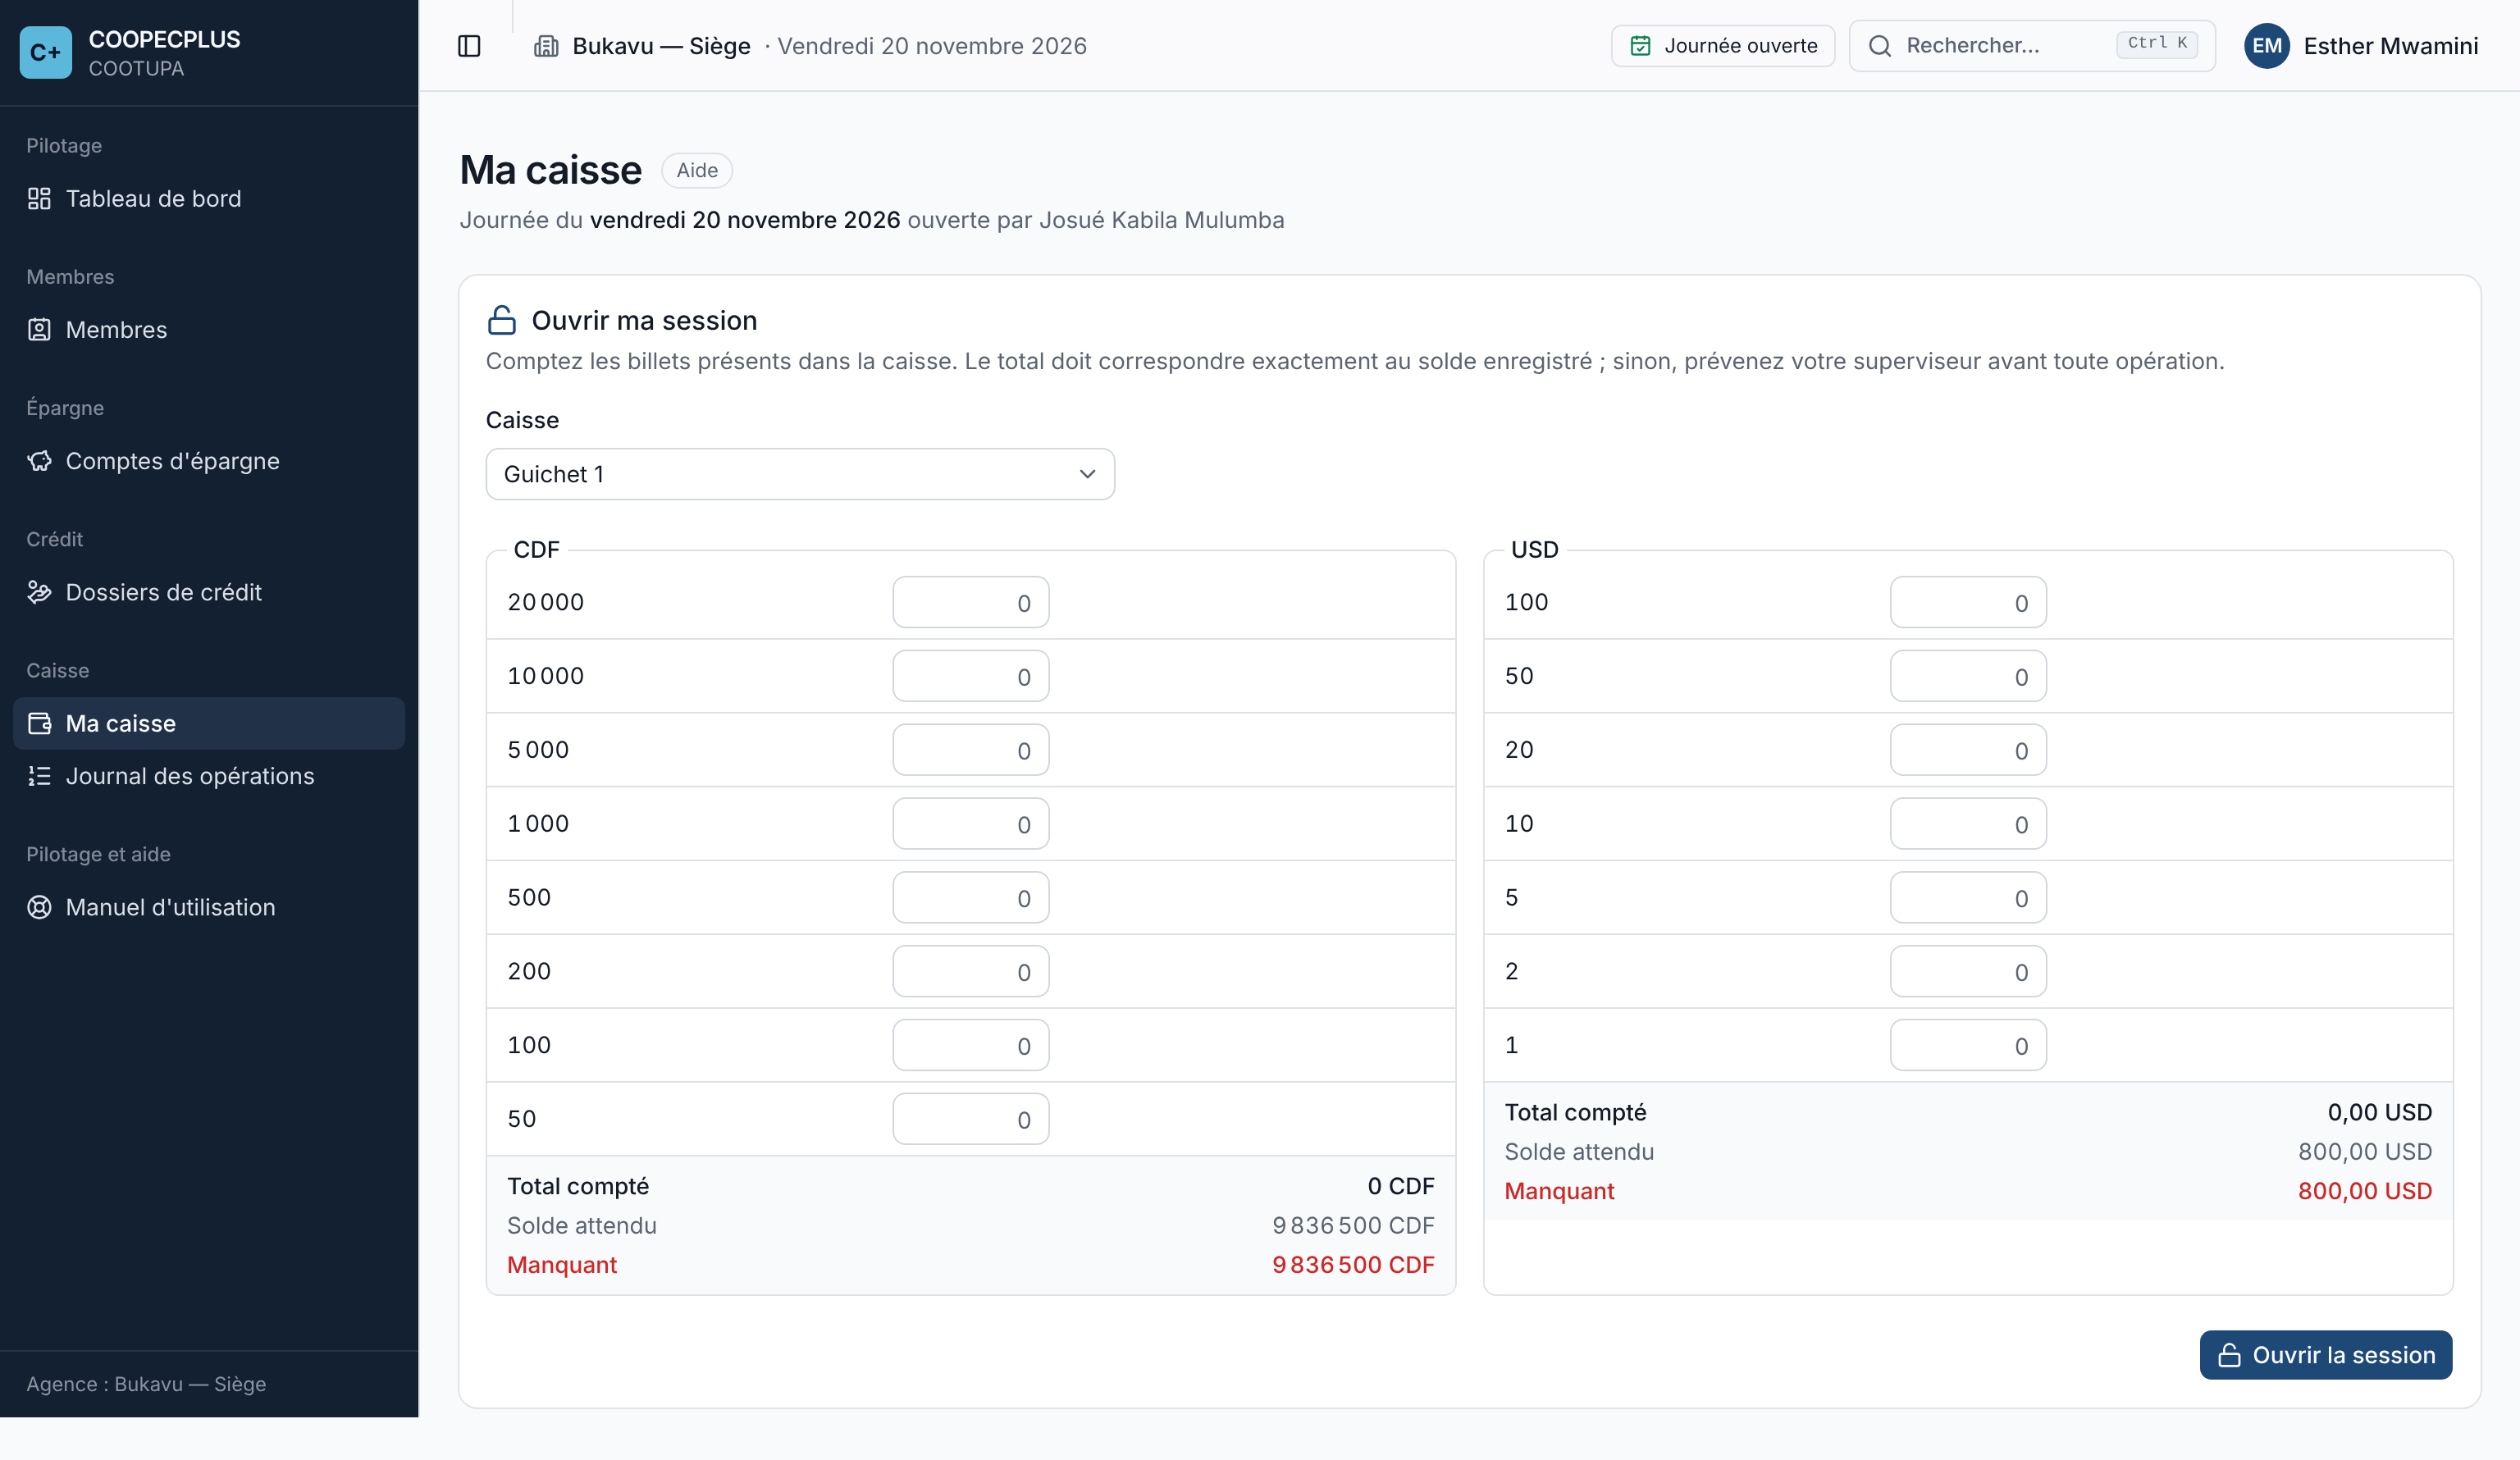 C+
COOPECPLUS
COOTUPA
Pilotage
Tableau de bord
Membres
Membres
Épargne
Comptes d'épargne
Crédit
Dossiers de crédit
Caisse
Ma caisse
Journal des opérations
Pilotage et aide
Manuel d'utilisation
Agence : Bukavu — Siège
Bukavu — Siège · Vendredi 20 novembre 2026
Journée ouverte
Rechercher...
Ctrl K
EM
Esther Mwamini
Ma caisse
Aide
Journée du vendredi 20 novembre 2026 ouverte par Josué Kabila Mulumba
Ouvrir ma session
Comptez les billets présents dans la caisse. Le total doit correspondre exactement au solde enregistré ; sinon, prévenez votre superviseur avant toute opération.
Caisse
Guichet 1
CDF
20 000 0
10 000 0
5 000 0
1 000 0
500 0
200 0
100 0
50 0
Total compté 0 CDF
Solde attendu 9 836 500 CDF
Manquant 9 836 500 CDF
USD
100 0
50 0
20 0
10 0
5 0
2 0
1 0
Total compté 0,00 USD
Solde attendu 800,00 USD
Manquant 800,00 USD
Ouvrir la session